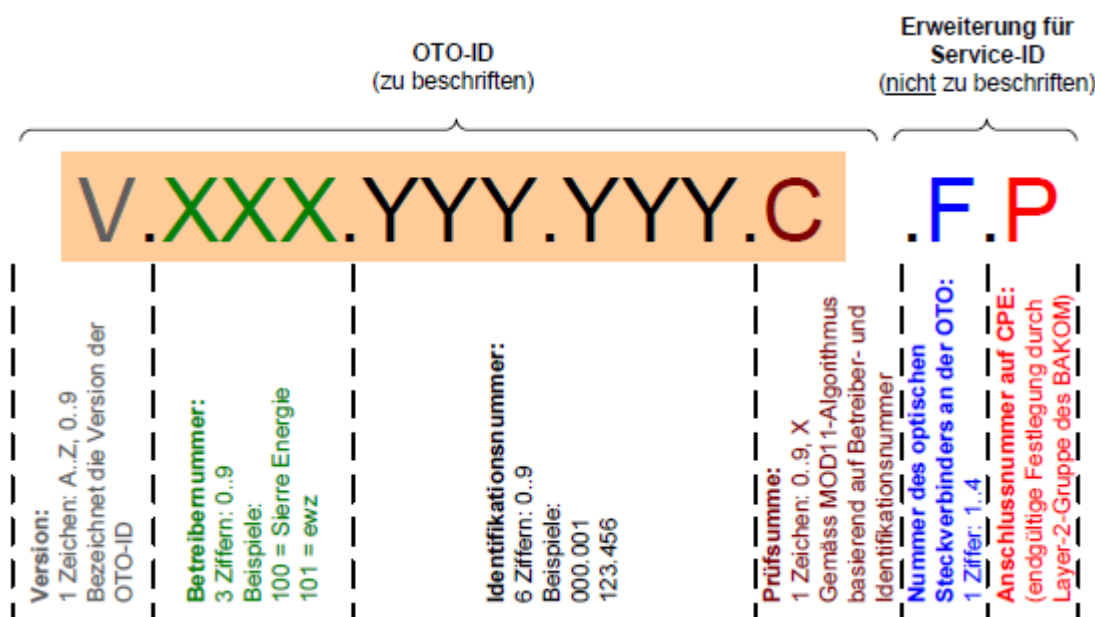 OTO-ID
(zu beschriften)
Erweiterung für
Service-ID
(nicht zu beschriften)
V.XXX.YYY.YYY.C .F.P
Version:
1 Zeichen: A..Z, 0..9
Bezeichnet die Version der
OTO-ID
Betreibernummer:
3 Ziffern: 0..9
Beispiele:
100 = Sierre Energie
101 = ewz
Identifikationsnummer:
6 Ziffern: 0..9
Beispiele:
000.001
123.456
Prüfsumme:
1 Zeichen: 0..9, X
Gemäss MOD11-Algorithmus
basierend auf Betreiber- und
Identifikationsnummer
Nummer des optischen
Steckverbinders an der OTO:
1 Ziffer: 1..4
Anschlussnummer auf CPE:
(endgültige Festlegung durch
Layer-2-Gruppe des BAKOM)